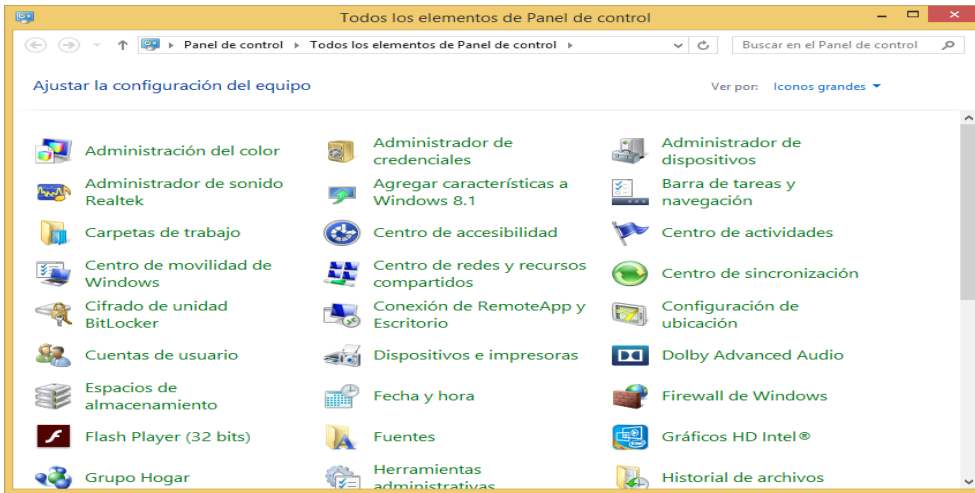 Todos los elementos de Panel de control
Panel de control Todos los elementos de Panel de control
Buscar en el Panel de control
Ajustar la configuración del equipo
Ver por: Iconos grandes
Administración del color
Administrador de
credenciales
Administrador de
dispositivos
Administrador de sonido
Realtek
Agregar características a
Windows 8.1
Barra de tareas y
navegación
Carpetas de trabajo
Centro de accesibilidad
Centro de actividades
Centro de movilidad de
Windows
Centro de redes y recursos
compartidos
Centro de sincronización
Cifrado de unidad
BitLocker
Conexión de RemoteApp y
Escritorio
Configuración de
ubicación
Cuentas de usuario
Dispositivos e impresoras
Dolby Advanced Audio
Espacios de
almacenamiento
Fecha y hora
Firewall de Windows
Flash Player (32 bits)
Fuentes
Gráficos HD Intel®
Grupo Hogar
Herramientas
administrativas
Historial de archivos